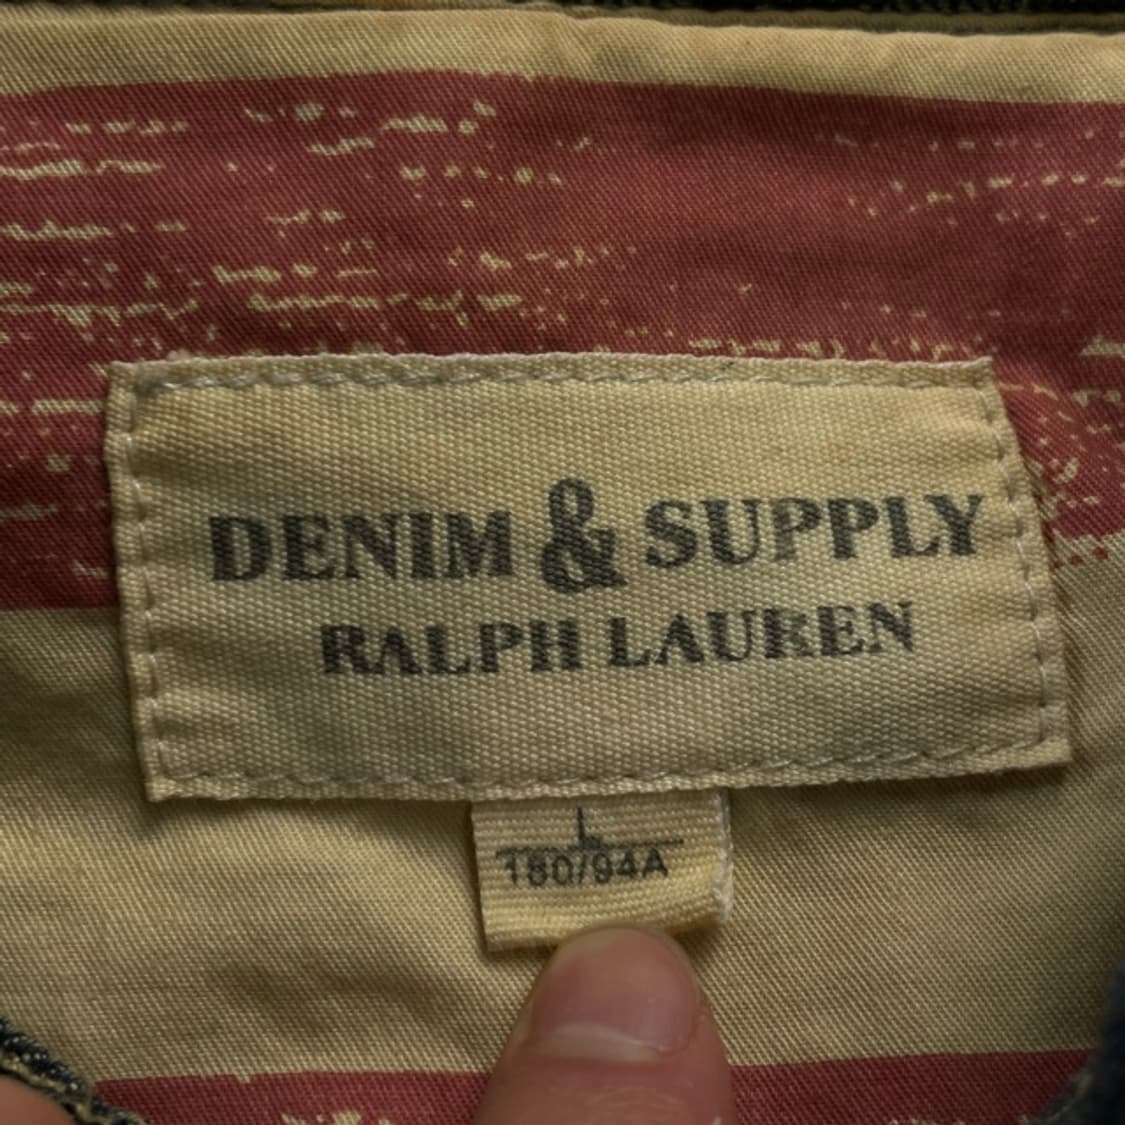 DENIM & SUPPLY
RALPH LAUREN
L
180/94A